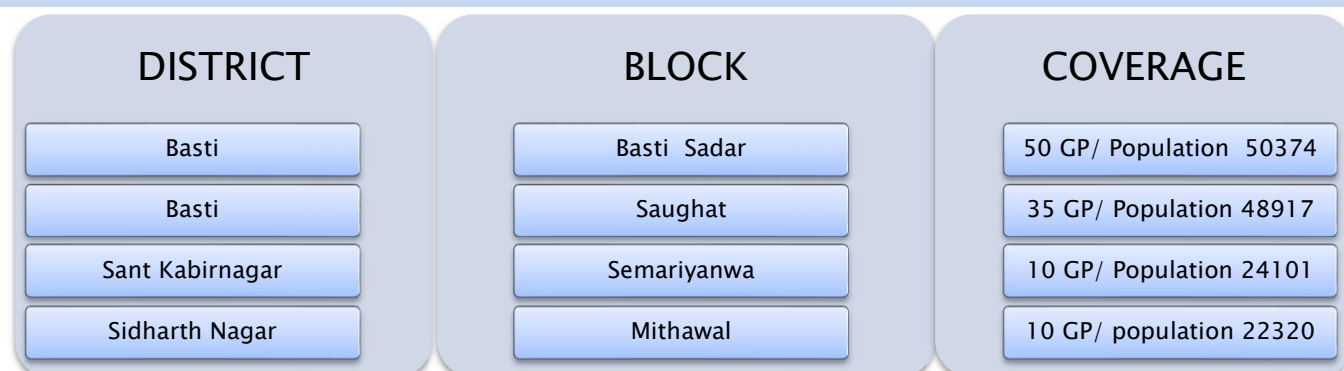 DISTRICT
BLOCK
COVERAGE
Basti
Basti  Sadar
50 GP/ Population  50374
Basti
Saughat
35 GP/ Population 48917
Sant Kabirnagar
Semariyanwa
10 GP/ Population 24101
Sidharth Nagar
Mithawal
10 GP/ population 22320